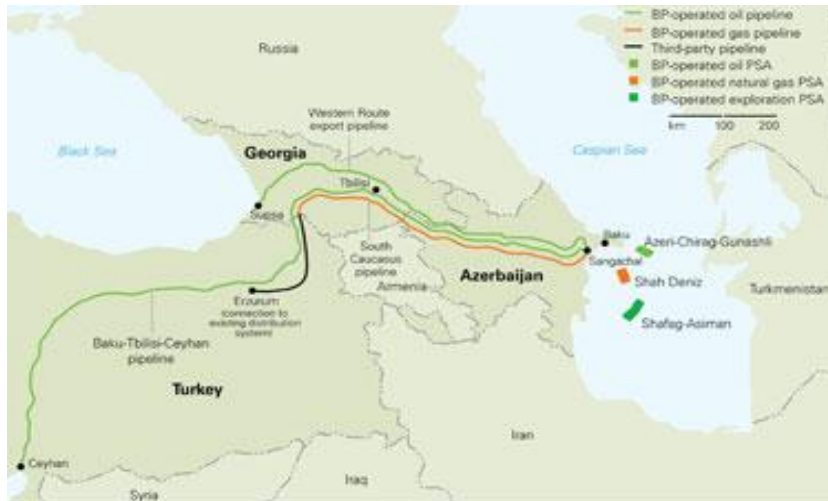 BP-operated oil pipeline
BP-operated gas pipeline
Third-party pipeline
BP-operated oil PSA
BP-operated natural gas PSA
BP-operated exploration PSA
km 100 200
Russia
Western Route
export pipeline
Black Sea
Georgia
Caspian Sea
Tbilisi
Supsa
Baku
Azeri-Chirag-Gunashli
South
Caucasus
pipeline
Azerbaijan
Sangachal
Armenia
Shah Deniz
Turkmenistan
Erzurum
(connection to
existing distribution
system)
Shafag-Asiman
Baku-Tbilisi-Ceyhan
pipeline
Turkey
Iran
Ceyhan
Syria
Iraq